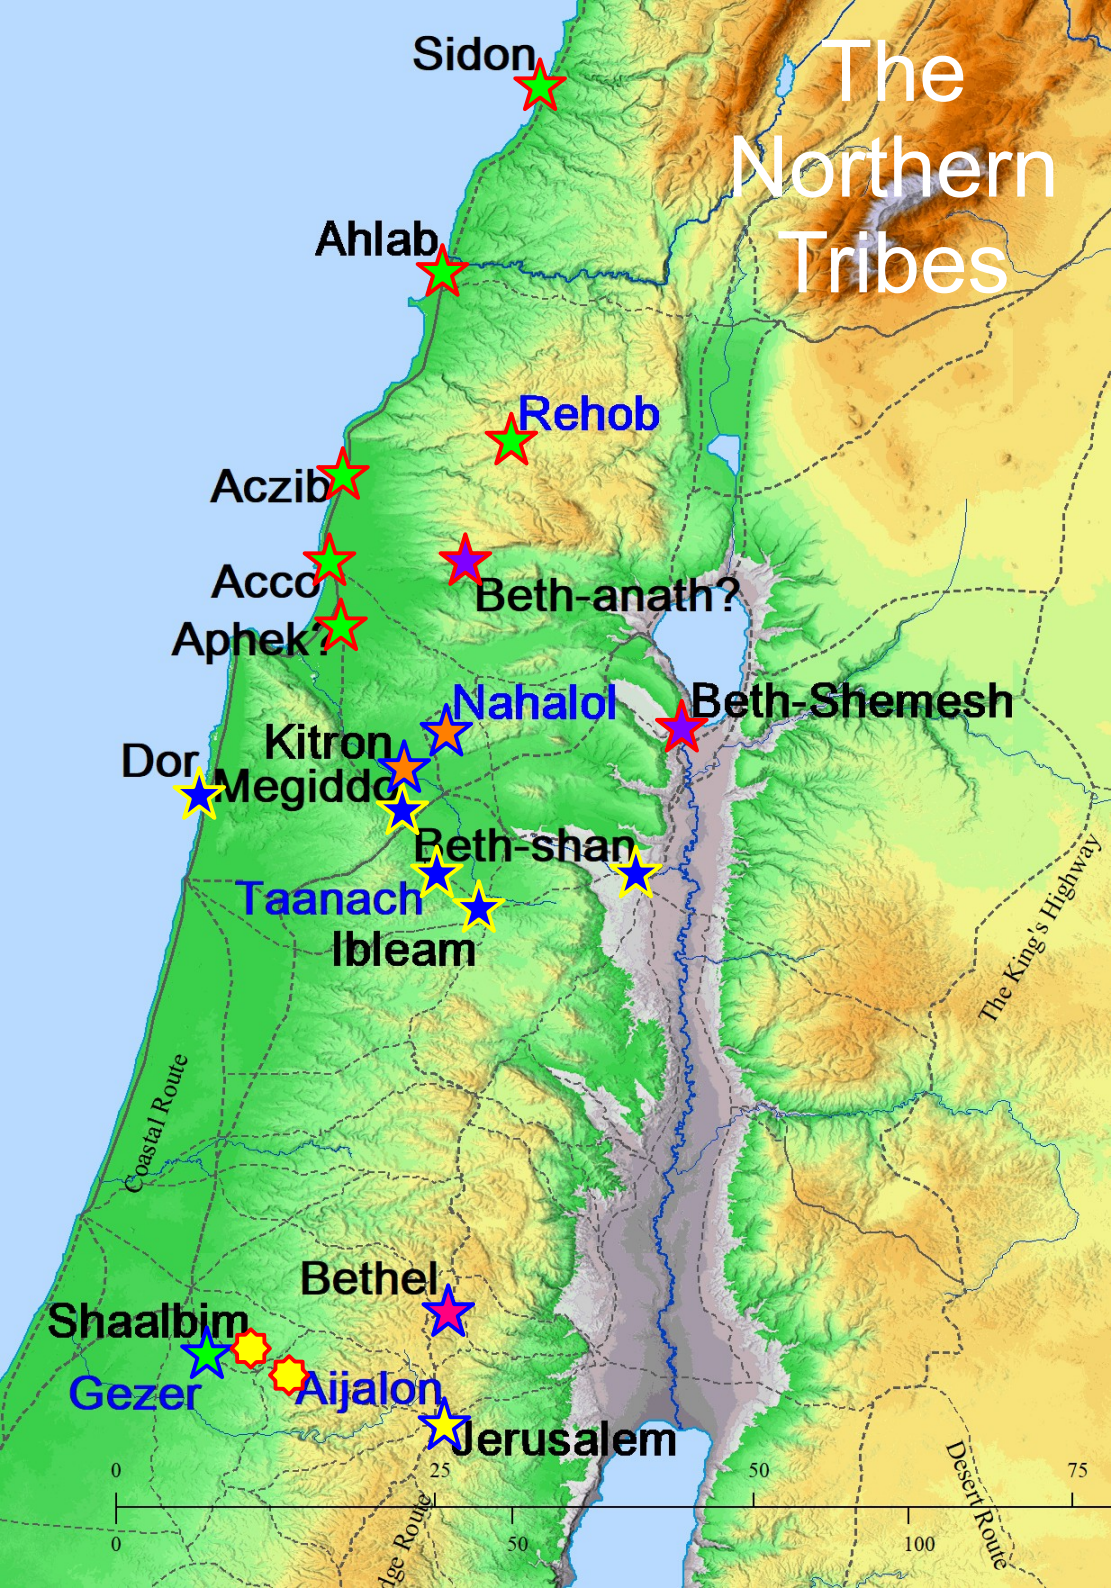 Sidon
The
Northern
Tribes
Ahlab
Rehob
Aczib
Acco
Beth-anath?
Aphek?
Nahalol
Beth-Shemesh
Kitron
Dor
Megiddo
Beth-shan
Taanach
Ibleam
The King's Highway
Coastal Route
Bethel
Shaalbim
Gezer
Aijalon
Jerusalem
0 25 50 75
0 50 100
dge Route
Desert Route